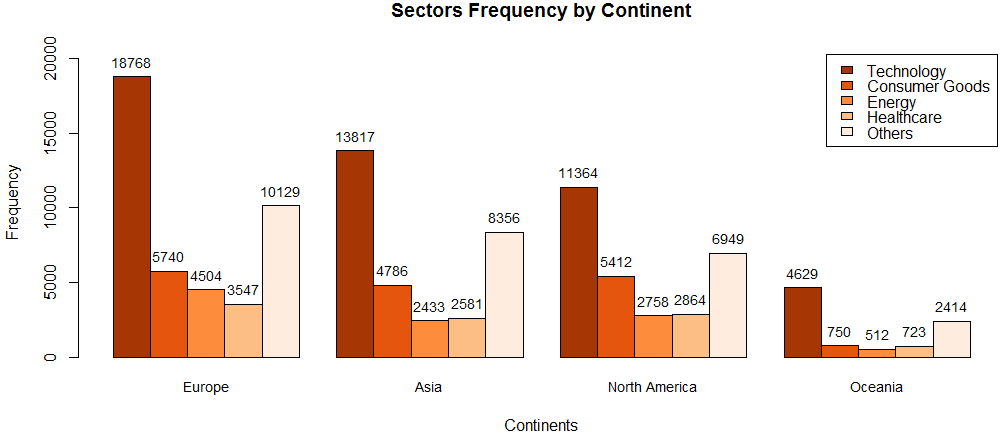 Sectors Frequency by Continent
Frequency
20000
15000
10000
5000
0
18768
5740
4504
3547
10129
13817
4786
2433
2581
8356
11364
5412
2758
2864
6949
4629
750
512
723
2414
Technology
Consumer Goods
Energy
Healthcare
Others
Europe
Asia
North America
Oceania
Continents